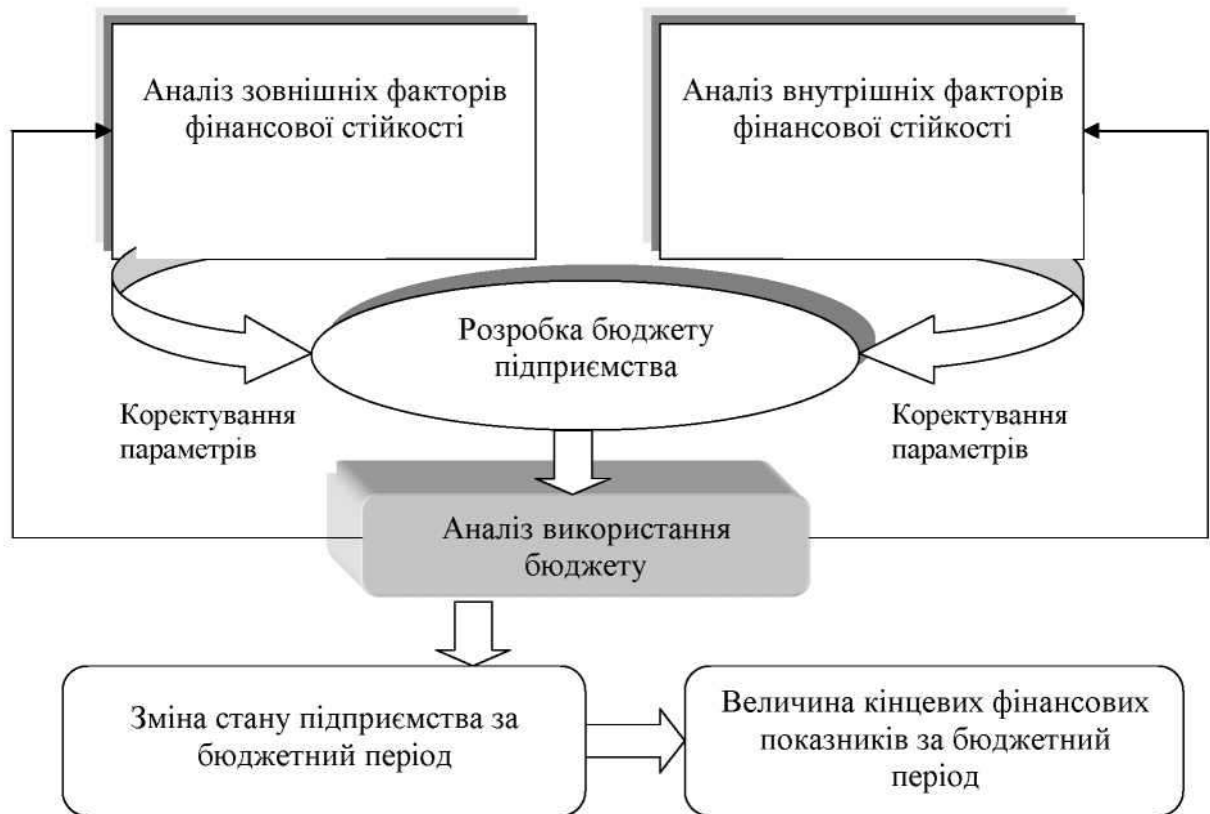 Аналіз зовнішніх факторів
фінансової стійкості
Аналіз внутрішніх факторів
фінансової стійкості
Розробка бюджету
підприємства
Коректування
параметрів
Коректування
параметрів
Аналіз використання
бюджету
Зміна стану підприємства за
бюджетний період
Величина кінцевих фінансових
показників за бюджетний
період